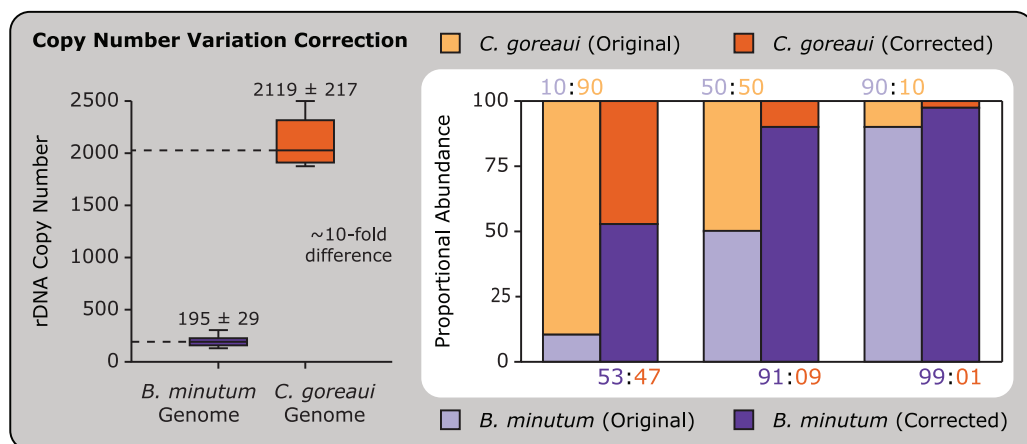 Copy Number Variation Correction
C. goreaui (Original)
C. goreaui (Corrected)
rDNA Copy Number
2500
2000
1500
1000
500
0
2119 ± 217
~10-fold
difference
195 ± 29
B. minutum
Genome
C. goreaui
Genome
Proportional Abundance
100
75
50
25
0
10:90
50:50
90:10
53:47
91:09
99:01
B. minutum (Original)
B. minutum (Corrected)